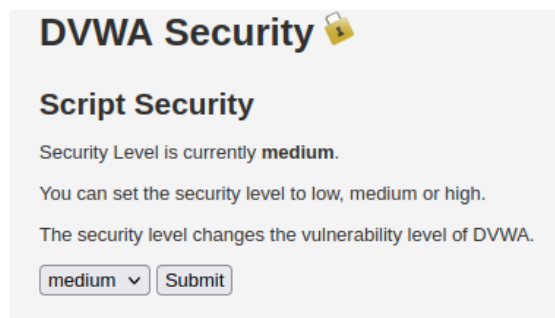 DVWA Security
Script Security
Security Level is currently medium.
You can set the security level to low, medium or high.
The security level changes the vulnerability level of DVWA.
medium Submit